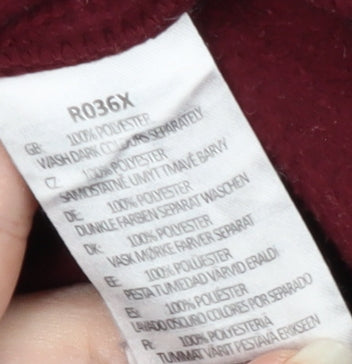 R036X
GB: 100% POLYESTER
WASH DARK COLOURS SEPARATELY
CZ: 100% POLYESTER
SAMOSTATNĚ UMÝT TMAVÉ BARVY
DE: 100% POLYESTER
DUNKLE FARBEN SEPARAT WASCHEN
DK: 100% POLYESTER
VASK MØRKE FARVER SEPARAT
EE: 100% POLÜESTER
PESTA TUMEDAD VÄRVID ERALDI
ES: 100% POLIÉSTER
LAVADO OSCURO COLORES POR SEPARADO
FI: 100% POLYESTERIÄ
TUMMAT VÄRIT PESTÄVÄ ERIKSEEN